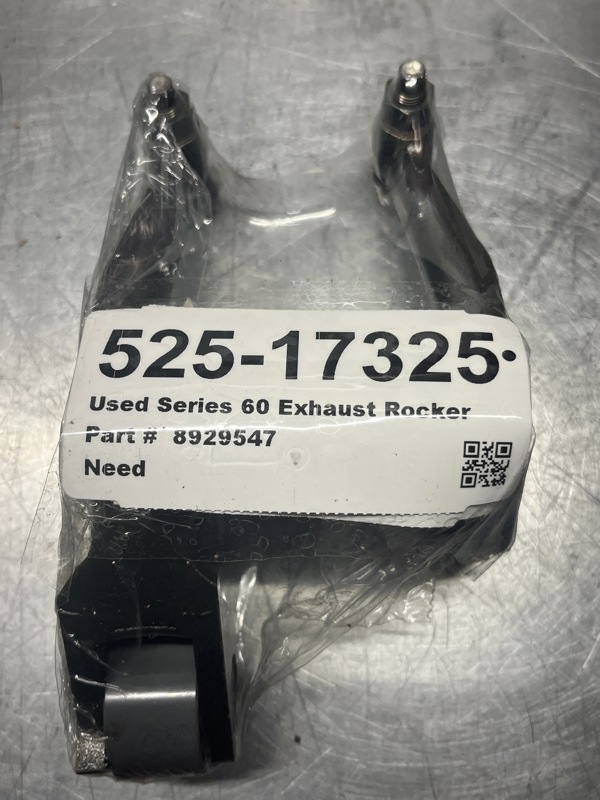 525-17325•
Used Series 60 Exhaust Rocker
Part # 8929547
Need